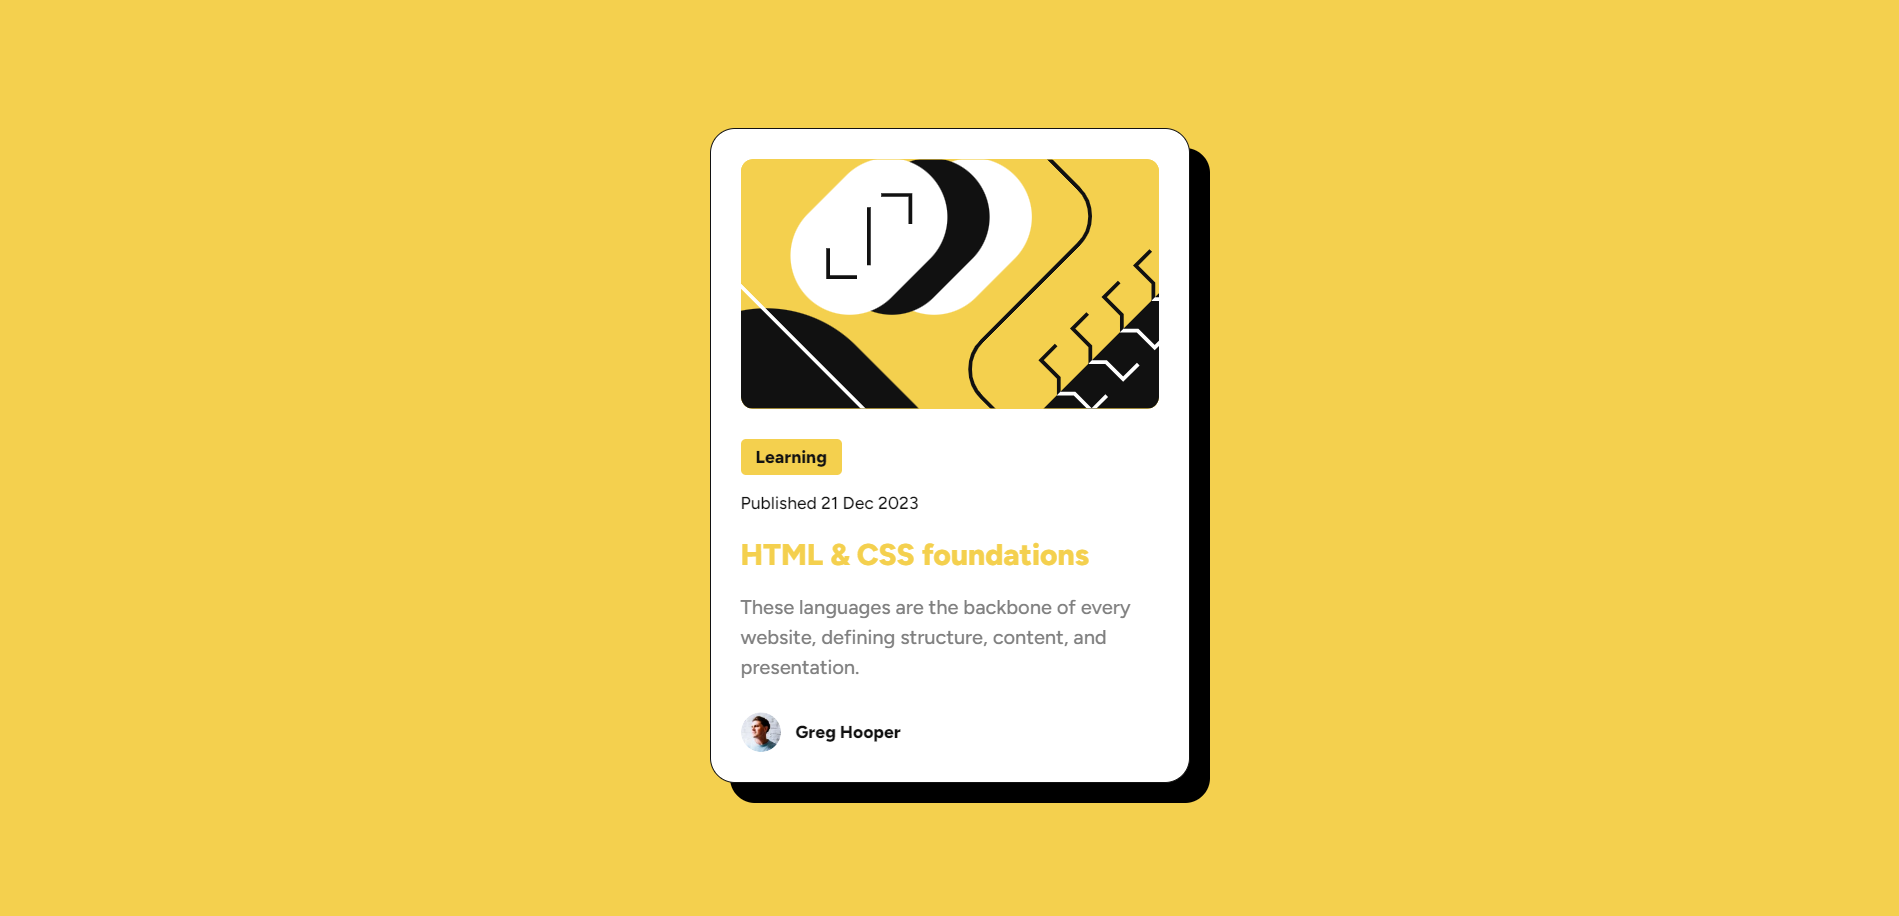 Learning
Published 21 Dec 2023
HTML & CSS foundations
These languages are the backbone of every
website, defining structure, content, and
presentation.
Greg Hooper